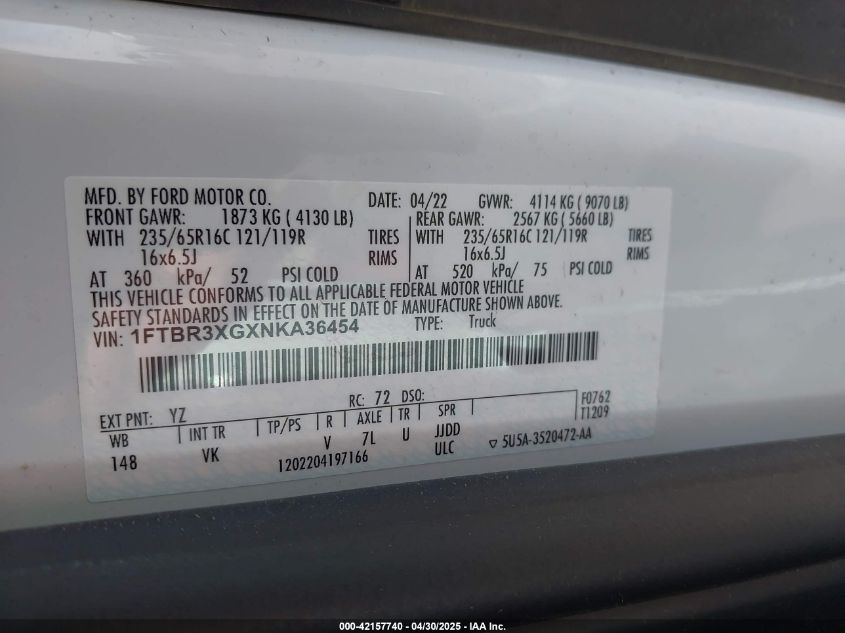 MFD. BY FORD MOTOR CO. DATE: 04/22 GVWR: 4114 KG ( 9070 LB)
FRONT GAWR: 1873 KG ( 4130 LB) REAR GAWR: 2567 KG ( 5660 LB)
WITH 235/65R16C 121/119R TIRES WITH 235/65R16C 121/119R TIRES
16x6.5J RIMS 16x6.5J RIMS
AT 360 kPa/ 52 PSI COLD AT 520 kPa/ 75 PSI COLD
THIS VEHICLE CONFORMS TO ALL APPLICABLE FEDERAL MOTOR VEHICLE
SAFETY STANDARDS IN EFFECT ON THE DATE OF MANUFACTURE SHOWN ABOVE.
VIN: 1FTBR3XGXNKA36454 TYPE: Truck
EXT PNT: YZ RC: 72 DSO: F0762
WB INT TR TP/PS R AXLE TR SPR T1209
148 VK V 7L U JJDD
1202204197166 ULC 5U5A-3520472-AA
000-42157740 - 04/30/2025 - IAA Inc.